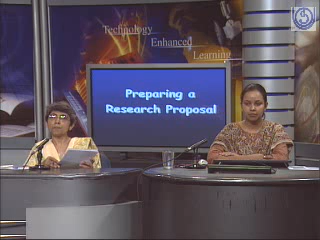 Technology
Enhanced
Learning
Preparing a
Research Proposal